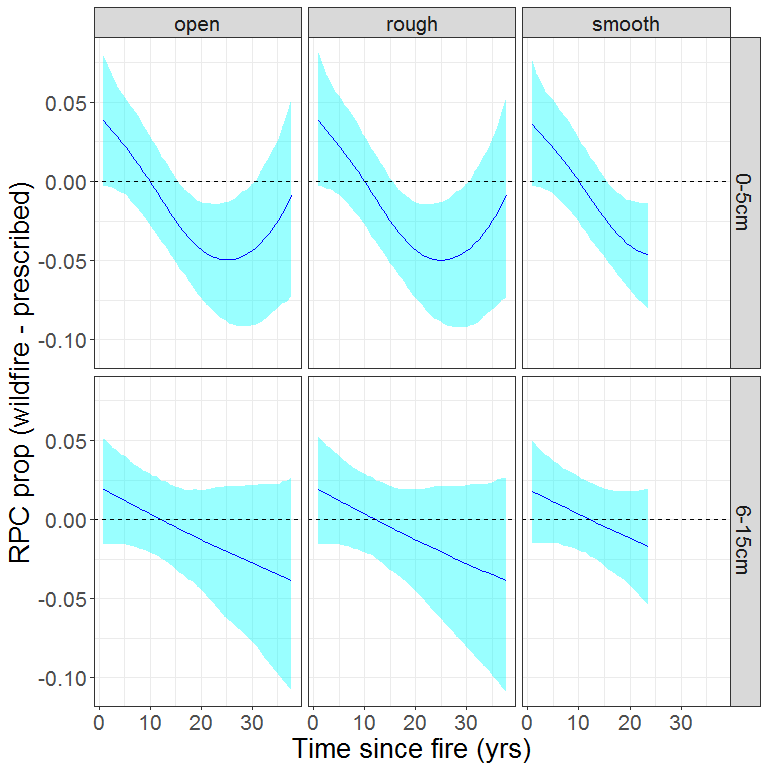 open rough smooth
RPC prop (wildfire - prescribed)
0.05
0.00
-0.05
-0.10
0-5cm
0.05
0.00
-0.05
-0.10
6-15cm
0 10 20 30 0 10 20 30 0 10 20 30
Time since fire (yrs)